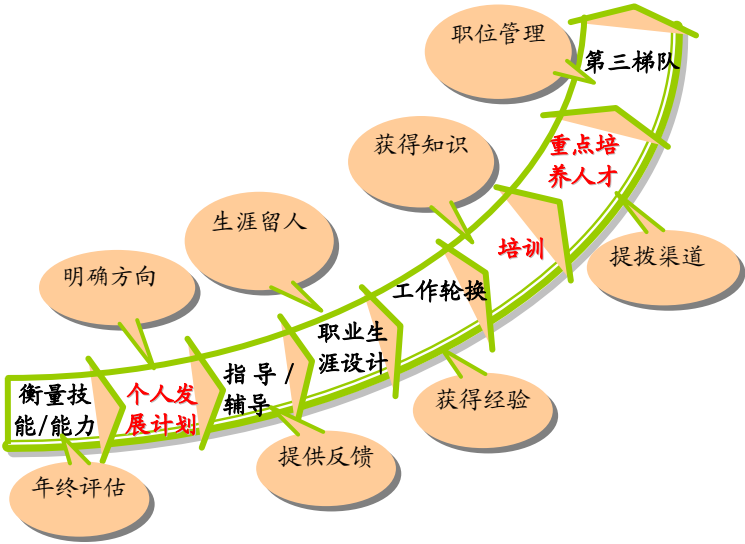 职位管理
第三梯队
获得知识
重点培
养人才
生涯留人
培训
提拨渠道
明确方向
工作轮换
职业生
涯设计
指导/
辅导
个人发
展计划
衡量技
能/能力
获得经验
提供反馈
年终评估